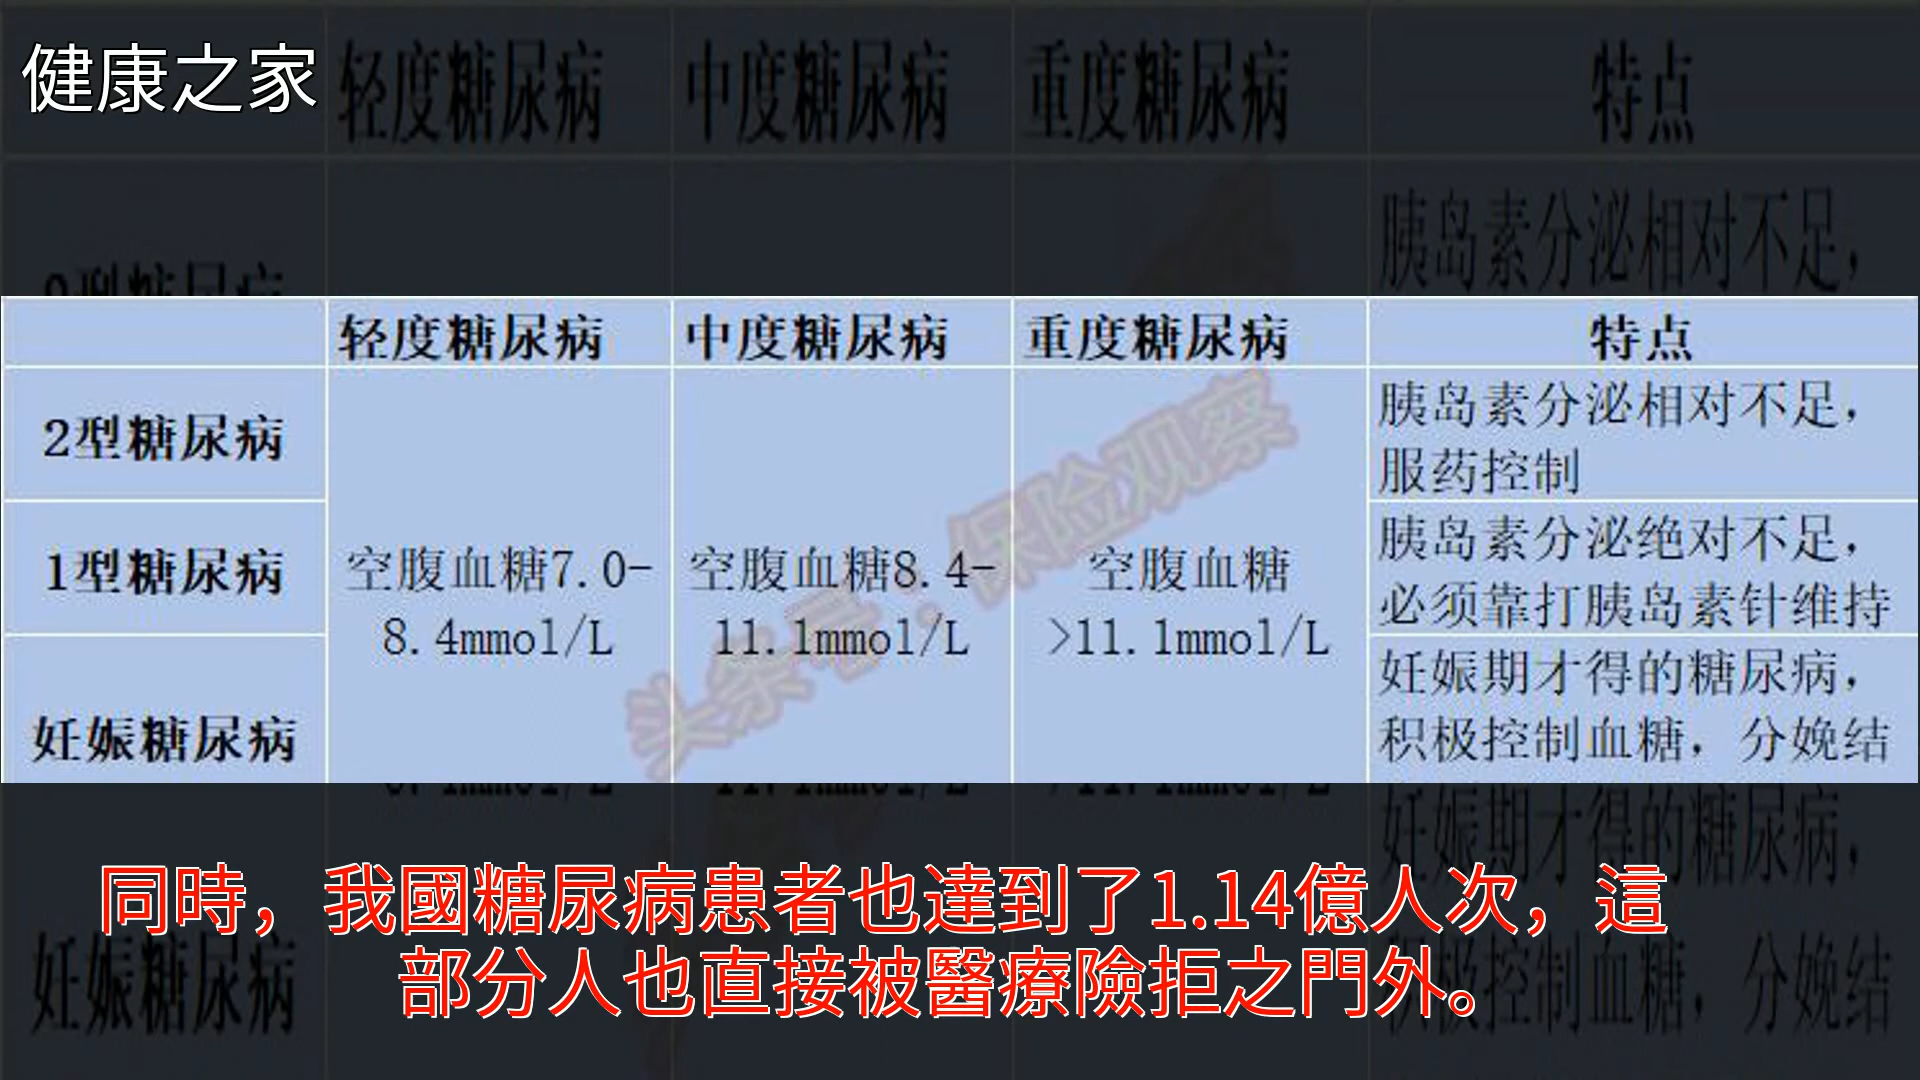 健康之家
轻度糖尿病 中度糖尿病 重度糖尿病 特点
2型糖尿病
胰岛素分泌相对不足，
服药控制
1型糖尿病
空腹血糖7.0-
8.4mmol/L
空腹血糖8.4-
11.1mmol/L
空腹血糖
>11.1mmol/L
胰岛素分泌绝对不足，
必须靠打胰岛素针维持
妊娠糖尿病
妊娠期才得的糖尿病，
积极控制血糖，分娩结
头条号：保险观察
同時，我國糖尿病患者也達到了1.14億人次，這
部分人也直接被醫療險拒之門外。